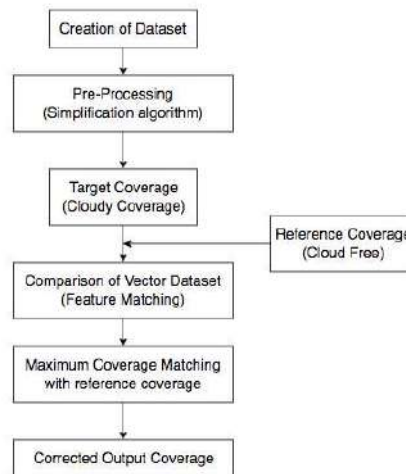 Creation of Dataset
Pre-Processing
(Simplification algorithm)
Target Coverage
(Cloudy Coverage)
Reference Coverage
(Cloud Free)
Comparison of Vector Dataset
(Feature Matching)
Maximum Coverage Matching
with reference coverage
Corrected Output Coverage